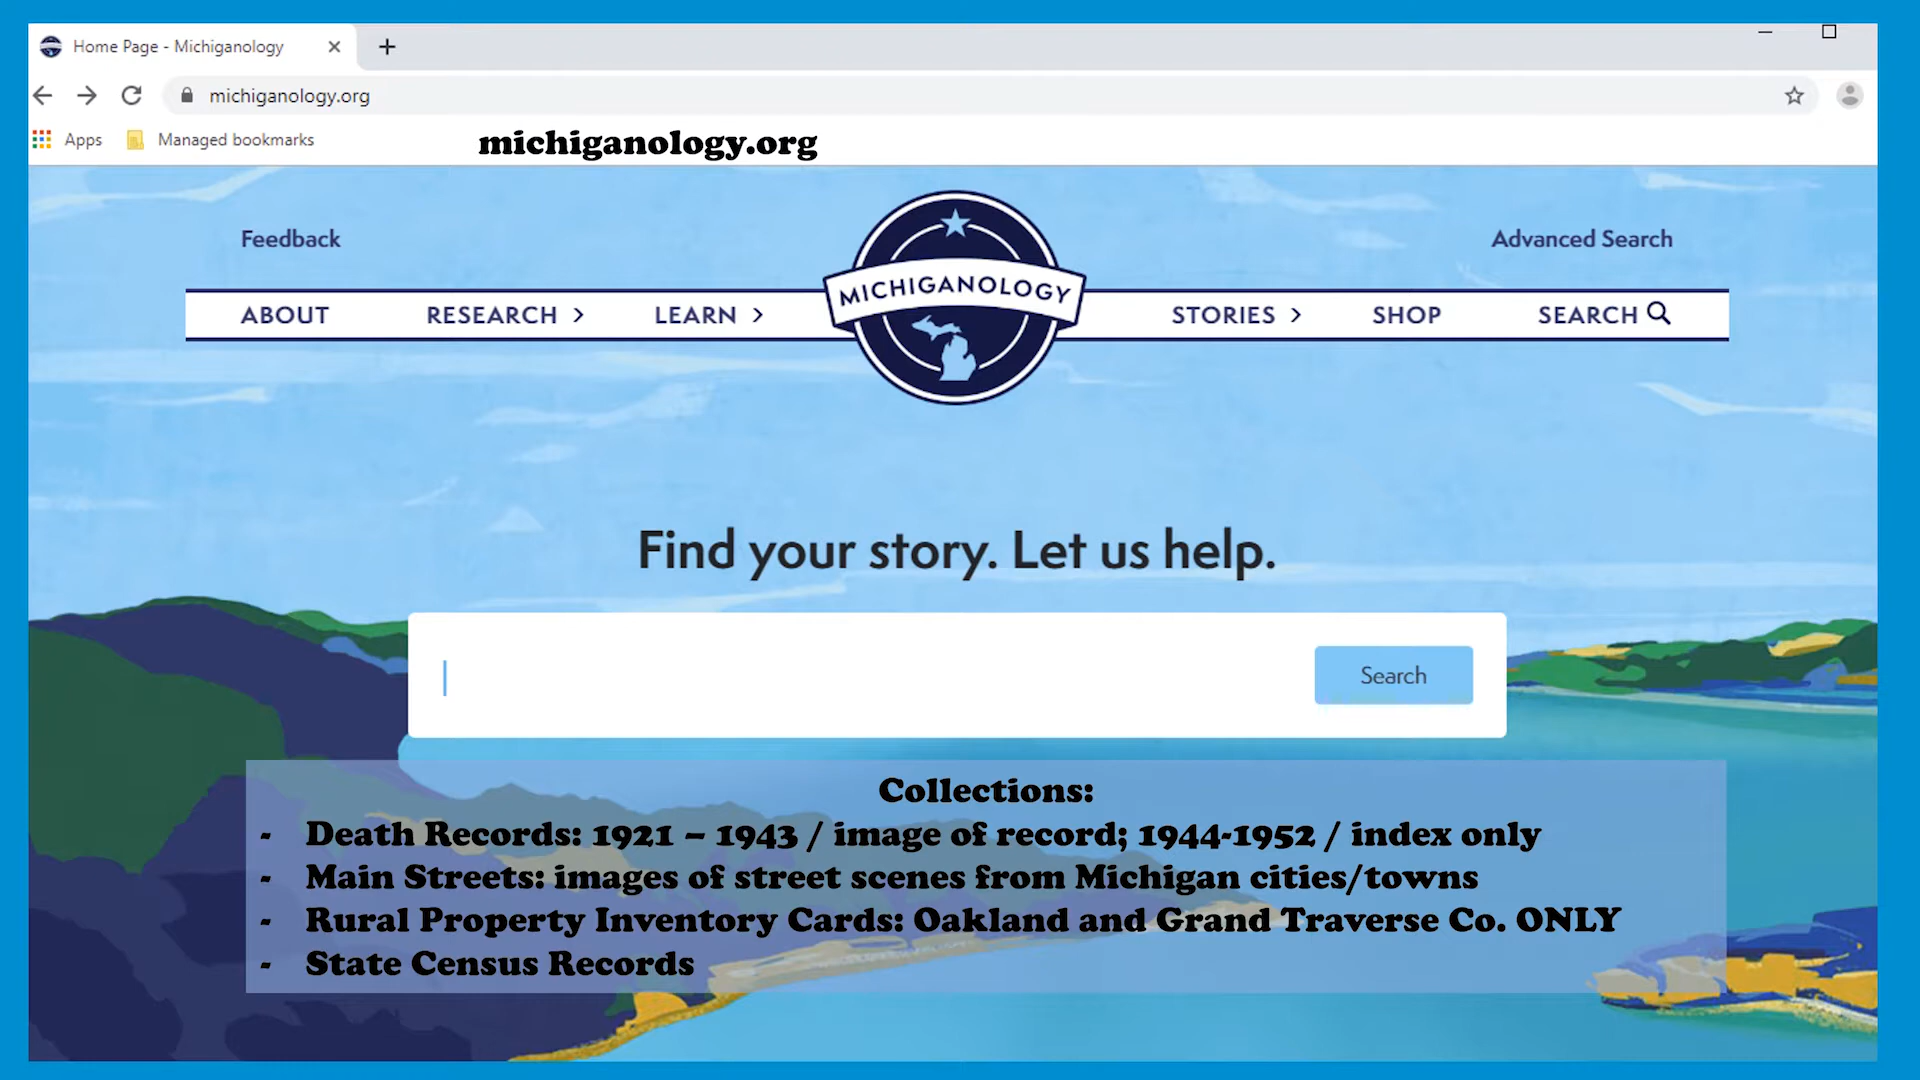 Home Page - Michiganology
michiganology.org
Apps Managed bookmarks
michiganology.org
Feedback
Advanced Search
ABOUT RESEARCH > LEARN > MICHIGANOLOGY STORIES > SHOP SEARCH
Find your story. Let us help.
Search
Collections:
- Death Records: 1921 – 1943 / image of record; 1944-1952 / index only
- Main Streets: images of street scenes from Michigan cities/towns
- Rural Property Inventory Cards: Oakland and Grand Traverse Co. ONLY
- State Census Records